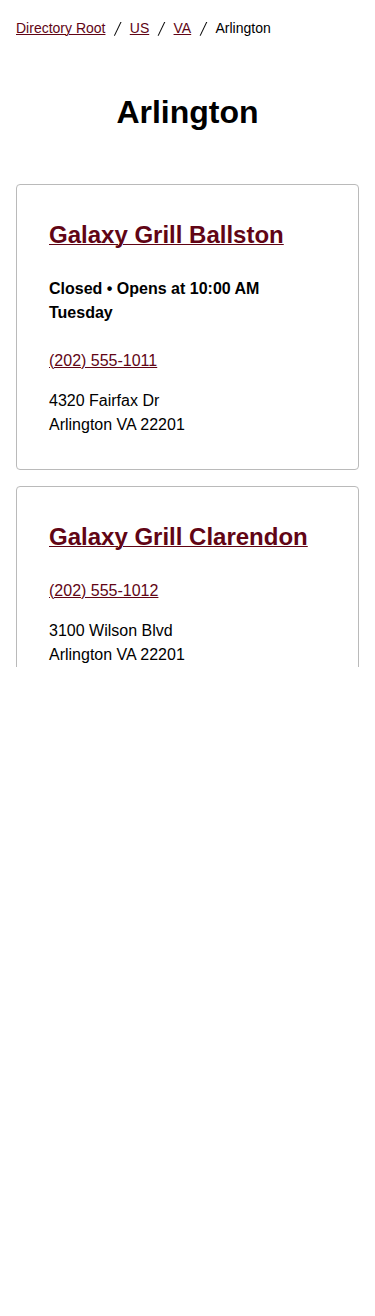 Directory Root / US / VA / Arlington
Arlington
Galaxy Grill Ballston
Closed • Opens at 10:00 AM
Tuesday
(202) 555-1011
4320 Fairfax Dr
Arlington VA 22201
Galaxy Grill Clarendon
(202) 555-1012
3100 Wilson Blvd
Arlington VA 22201